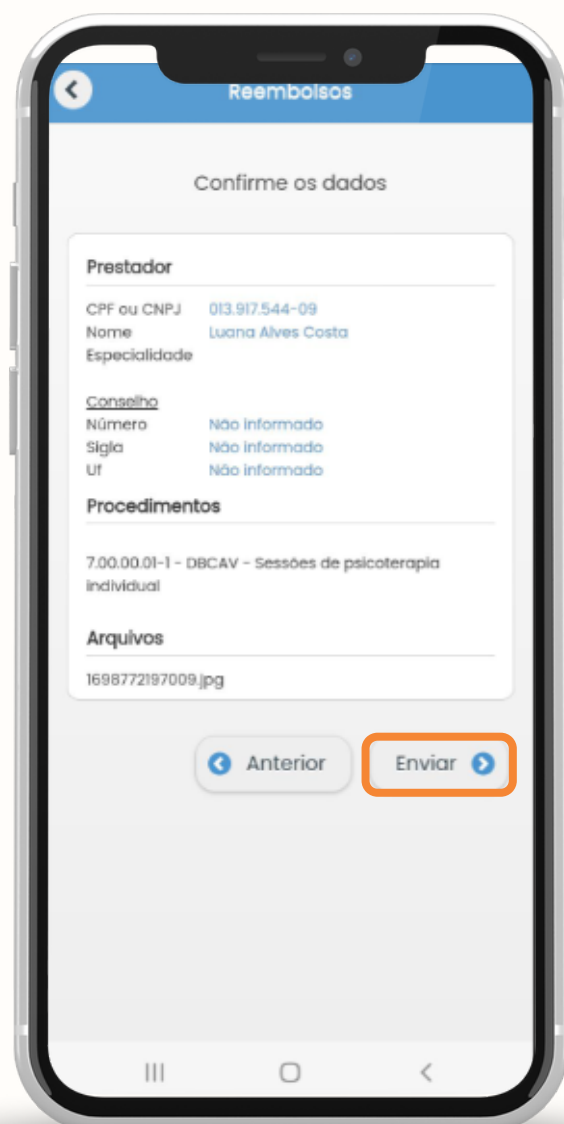 Reembolsos
Confirme os dados
Prestador
CPF ou CNPJ 013.917.544-09
Nome Luana Alves Costa
Especialidade
Conselho
Número Não informado
Sigla Não informado
Uf Não informado
Procedimentos
7.00.00.01-1 - DBCAV - Sessões de psicoterapia
individual
Arquivos
1698772197009.jpg
Anterior
Enviar